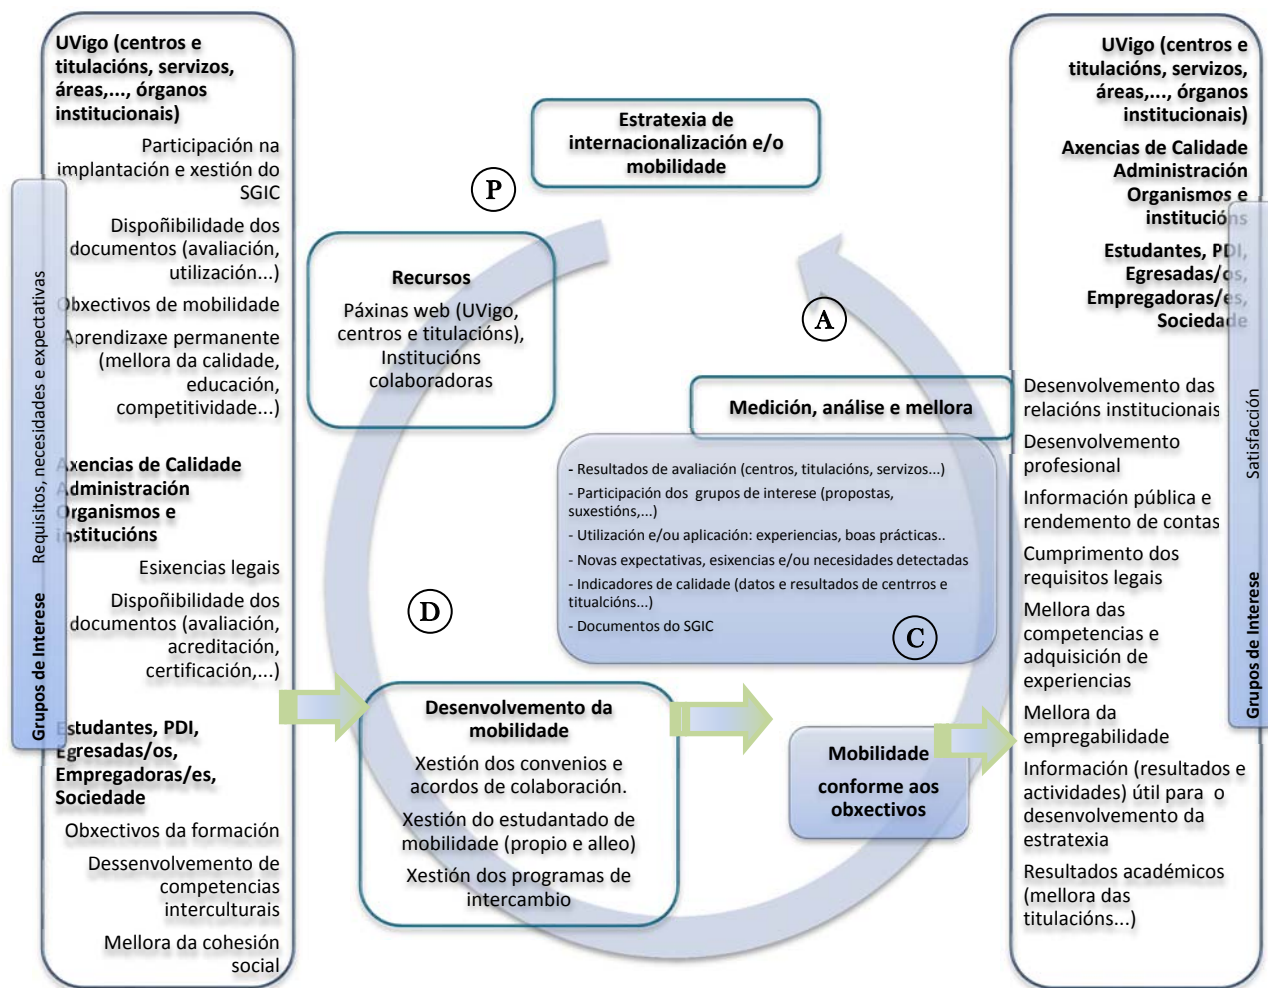 UVigo (centros e
titulacións, servizos,
áreas,..., órganos
institucionais)
Participación na
implantación e xestión do
SGIC
Dispoñibilidade dos
documentos (avaliación,
utilización...)
Obxectivos de mobilidade
Aprendizaxe permanente
(mellora da calidade,
educación,
competitividade...)
Axencias de Calidade
Administración
Organismos e
institucións
Esixencias legais
Dispoñibilidade dos
documentos (avaliación,
acreditación,
certificación,...)
Estudantes, PDI,
Egresadas/os,
Empregadoras/es,
Sociedade
Obxectivos da formación
Dessenvolvemento de
competencias
interculturais
Mellora da cohesión
social
Grupos de Interese Requisitos, necesidades e expectativas
Estratexia de
internacionalización e/o
mobilidade
P
Recursos
Páxinas web (UVigo,
centros e titulacións),
Institucións
colaboradoras
A
Medición, análise e mellora
- Resultados de avaliación (centros, titulacións, servizos...)
- Participación dos grupos de interese (propostas,
suxestións,...)
- Utilización e/ou aplicación: experiencias, boas prácticas..
- Novas expectativas, esixencias e/ou necesidades detectadas
- Indicadores de calidade (datos e resultados de centrros e
titualcións...)
- Documentos do SGIC
C
D
Desenvolvemento da
mobilidade
Xestión dos convenios e
acordos de colaboración.
Xestión do estudantado de
mobilidade (propio e alleo)
Xestión dos programas de
intercambio
Mobilidade
conforme aos
obxectivos
UVigo (centros e
titulacións, servizos,
áreas,..., órganos
institucionais)
Axencias de Calidade
Administración
Organismos e
institucións
Estudantes, PDI,
Egresadas/os,
Empregadoras/es,
Sociedade
Desenvolvemento das
relacións institucionais
Desenvolvemento
profesional
Información pública e
rendemento de contas
Cumprimento dos
requisitos legais
Mellora das
competencias e
adquisición de
experiencias
Mellora da
empregabilidade
Información (resultados e
actividades) útil para o
desenvolvemento da
estratexia
Resultados académicos
(mellora das
titulacións...)
Grupos de Interese Satisfacción